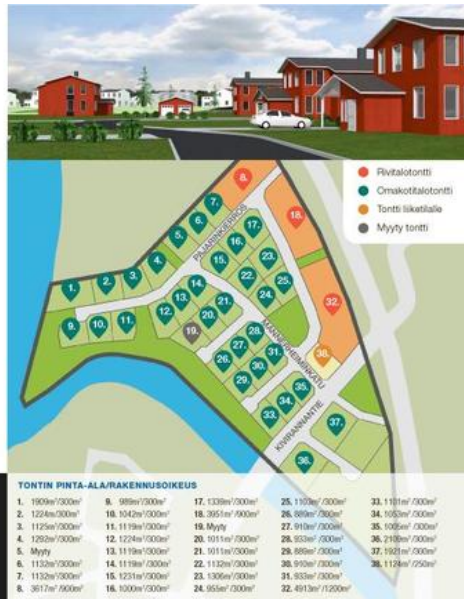 8.
7.
6.
5.
4.
3.
2.
1.
9.
10.
11.
12.
13.
14.
15.
16.
17.
18.
19.
20.
21.
22.
23.
24.
25.
26.
27.
28.
29.
30.
31.
32.
33.
34.
35.
36.
37.
38.
PAJARINKIERROS
MANNERHEIMINKATU
KIVIRANNANTIE
Rivitalotontti
Omakotitalotontti
Tontti liiketilalle
Myyty tontti
TONTIN PINTA-ALA/RAKENNUSOIKEUS
1. 1909m²/300m²
2. 1224m/300m²
3. 1125m²/300m²
4. 1292m²/300m²
5. Myyty
6. 1132m²/300m²
7. 1132m²/300m²
8. 3617m²/900m²
9. 989m²/300m²
10. 1042m²/300m²
11. 1119m²/300m²
12. 1224m²/300m²
13. 1119m²/300m²
14. 1119m²/300m²
15. 1231m²/300m²
16. 1000m²/300m²
17. 1339m²/300m²
18. 3951m²/900m²
19. Myyty
20. 1011m²/300m²
21. 1011m²/300m²
22. 1132m²/300m²
23. 1306m²/300m²
24. 955m²/300m²
25. 1103m²/300m²
26. 889m²/300m²
27. 910m²/300m²
28. 933m²/300m²
29. 889m²/300m²
30. 910m²/300m²
31. 933m²/300m²
32. 4913m²/1200m²
33. 1101m²/300m²
34. 1053m²/300m²
35. 1005m²/300m²
36. 2109m²/300m²
37. 1921m²/300m²
38. 1124m²/250m²